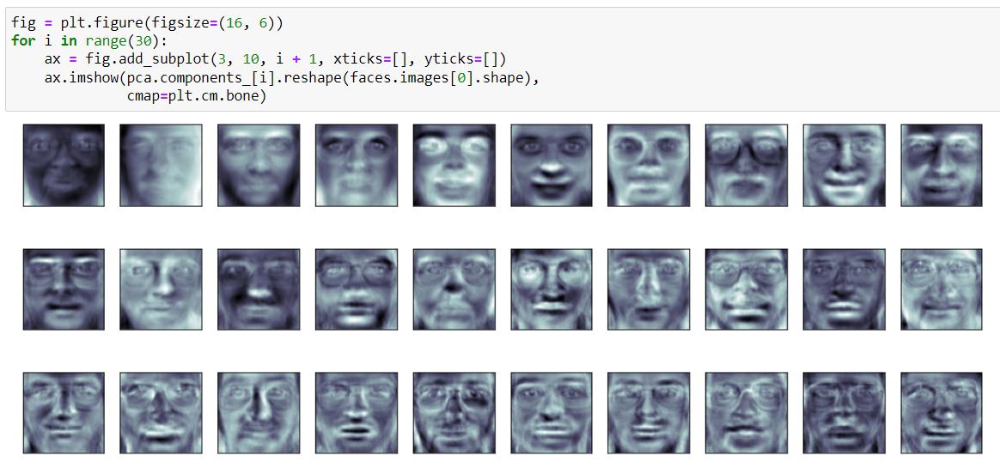 fig = plt.figure(figsize=(16, 6))
for i in range(30):
    ax = fig.add_subplot(3, 10, i + 1, xticks=[], yticks=[])
    ax.imshow(pca.components_[i].reshape(faces.images[0].shape),
              cmap=plt.cm.bone)